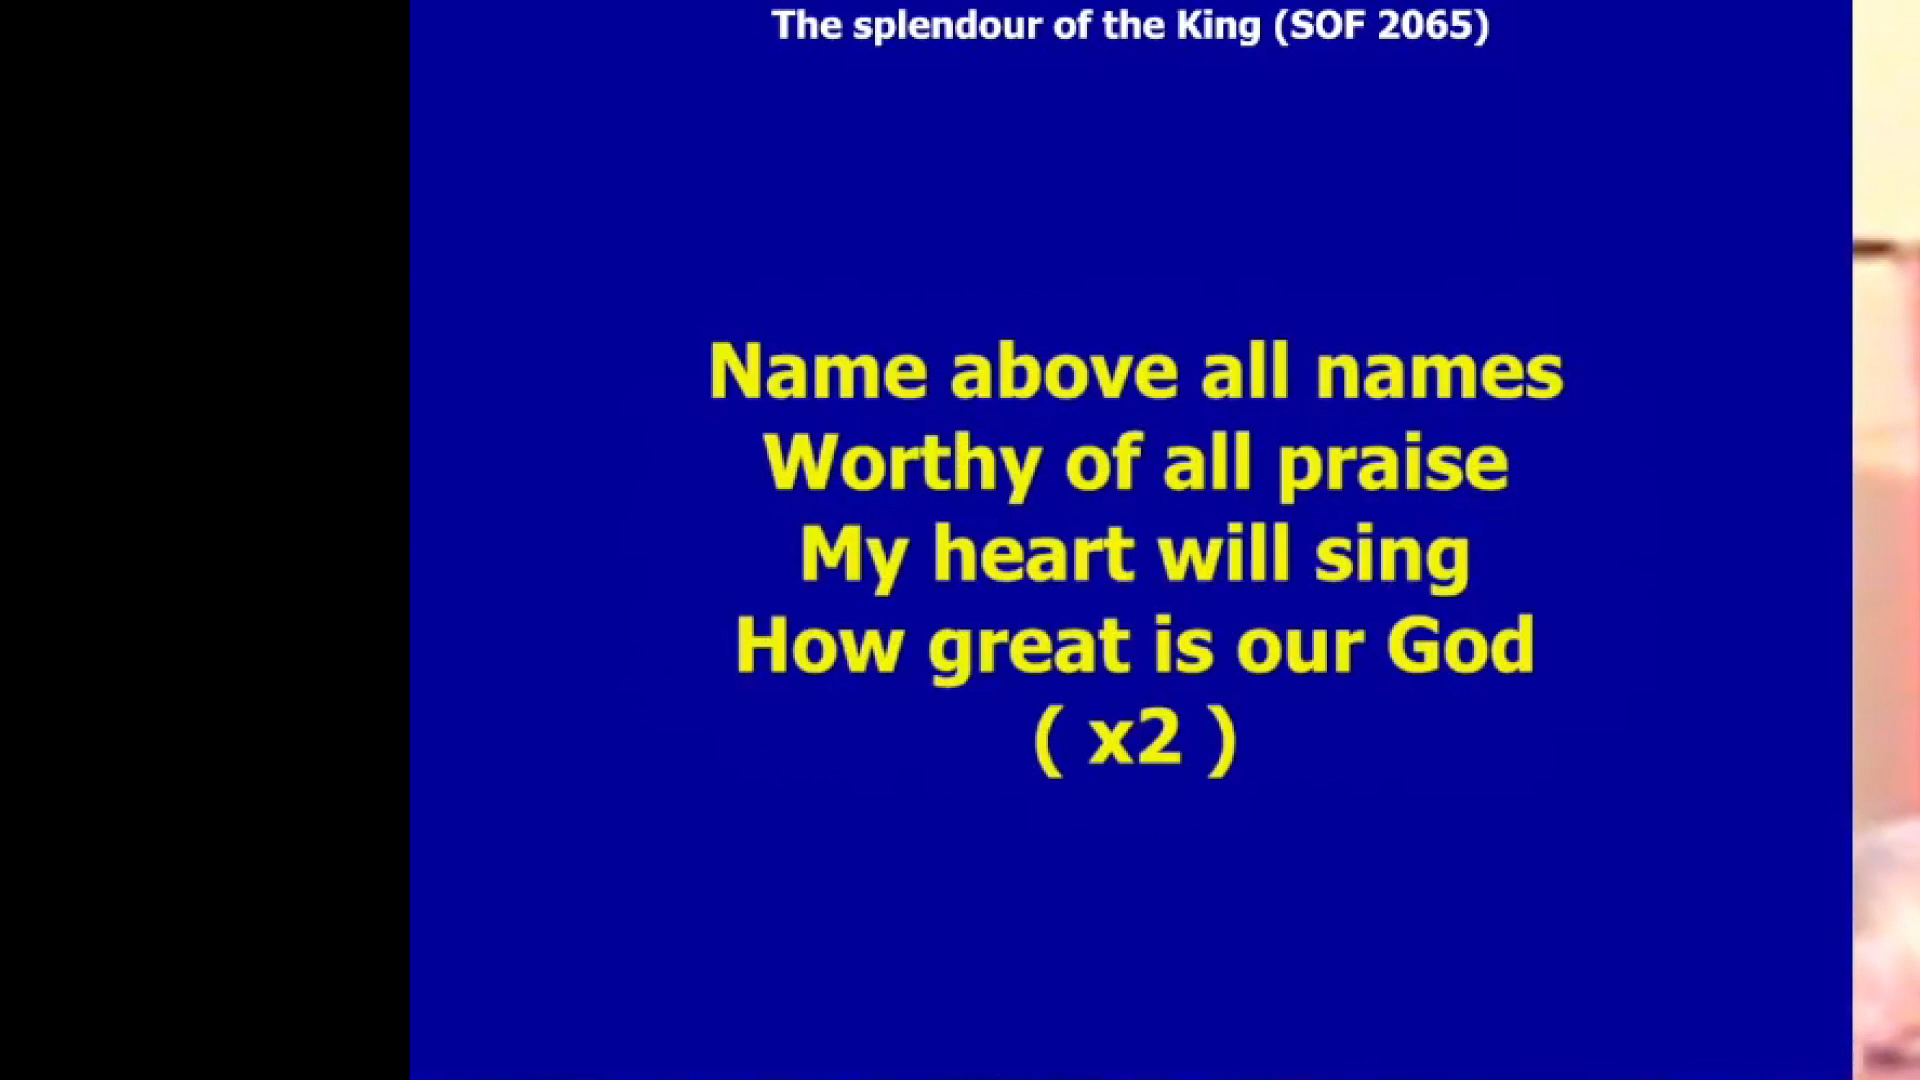 The splendour of the King (SOF 2065)
Name above all names
Worthy of all praise
My heart will sing
How great is our God
( x2 )